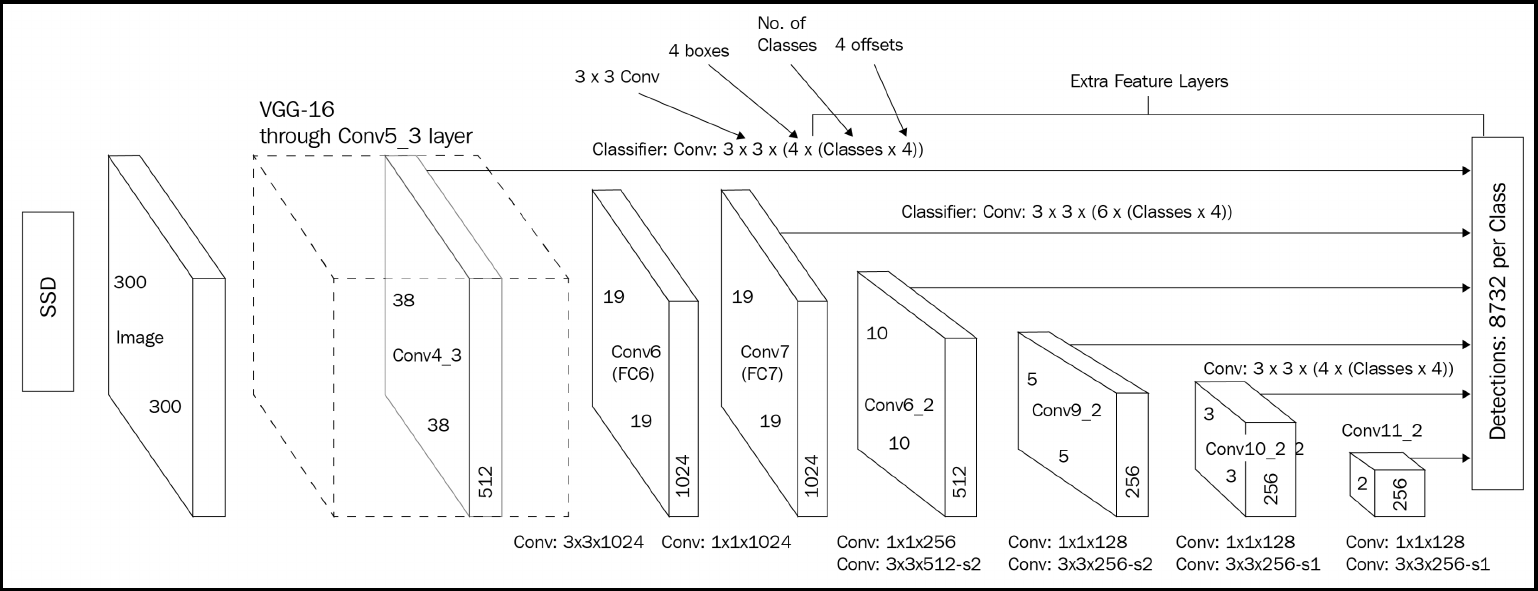 No. of
Classes
4 boxes
4 offsets
3 x 3 Conv
Extra Feature Layers
VGG-16
through Conv5_3 layer
Classifier: Conv: 3 x 3 x (4 x (Classes x 4))
Classifier: Conv: 3 x 3 x (6 x (Classes x 4))
SSD
300
Image
300
38
Conv4_3
38
512
19
Conv6
(FC6)
19
1024
19
Conv7
(FC7)
19
1024
10
Conv6_2
10
512
5
Conv9_2
5
256
Conv: 3 x 3 x (4 x (Classes x 4))
3
Conv10_2 2
3
256
Conv11_2
2
256
Detections: 8732 per Class
Conv: 3x3x1024
Conv: 1x1x1024
Conv: 1x1x256
Conv: 3x3x512-s2
Conv: 1x1x128
Conv: 3x3x256-s2
Conv: 1x1x128
Conv: 3x3x256-s1
Conv: 1x1x128
Conv: 3x3x256-s1